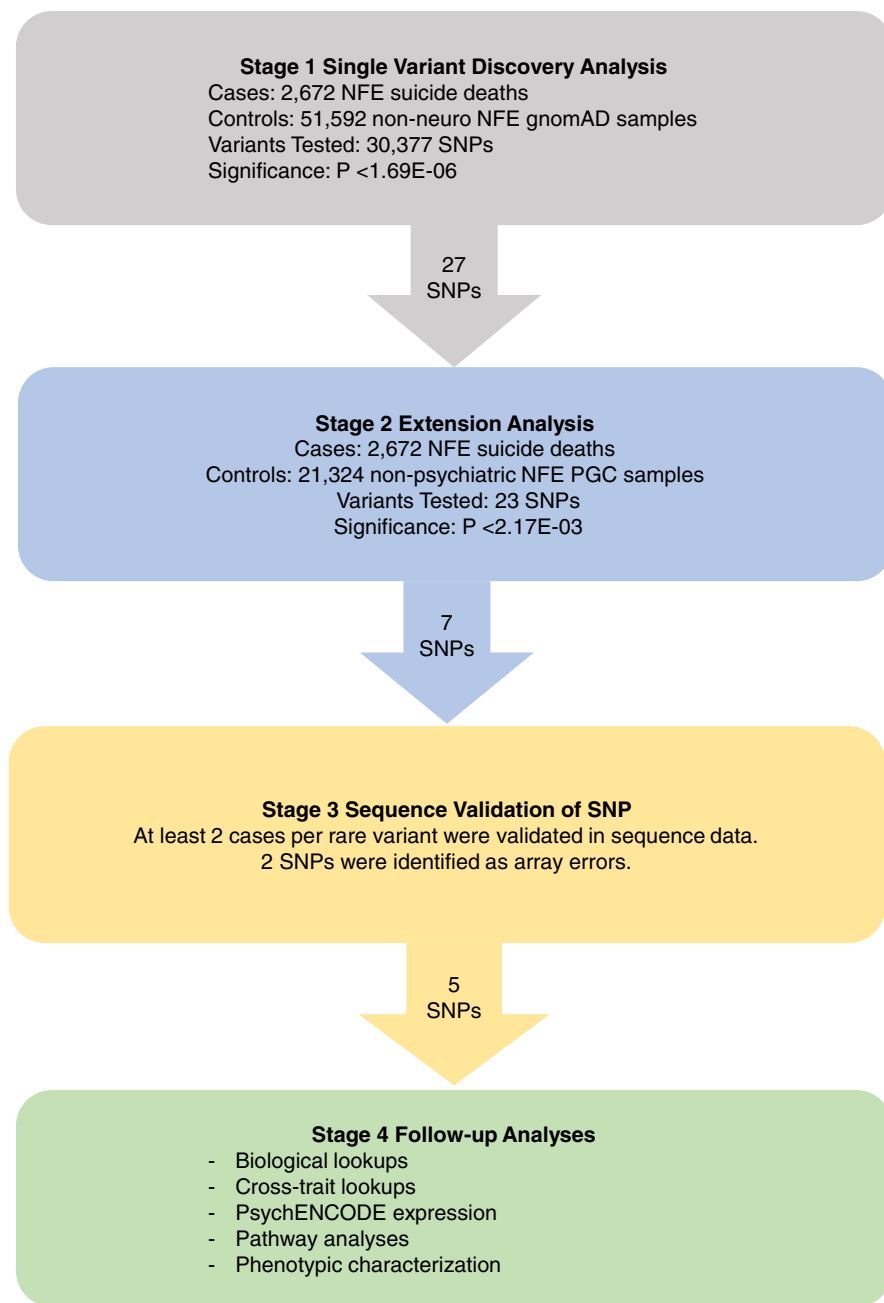 Stage 1 Single Variant Discovery Analysis
Cases: 2,672 NFE suicide deaths
Controls: 51,592 non-neuro NFE gnomAD samples
Variants Tested: 30,377 SNPs
Significance: P <1.69E-06
27
SNPs
Stage 2 Extension Analysis
Cases: 2,672 NFE suicide deaths
Controls: 21,324 non-psychiatric NFE PGC samples
Variants Tested: 23 SNPs
Significance: P <2.17E-03
7
SNPs
Stage 3 Sequence Validation of SNP
At least 2 cases per rare variant were validated in sequence data.
2 SNPs were identified as array errors.
5
SNPs
Stage 4 Follow-up Analyses
- Biological lookups
- Cross-trait lookups
- PsychENCODE expression
- Pathway analyses
- Phenotypic characterization